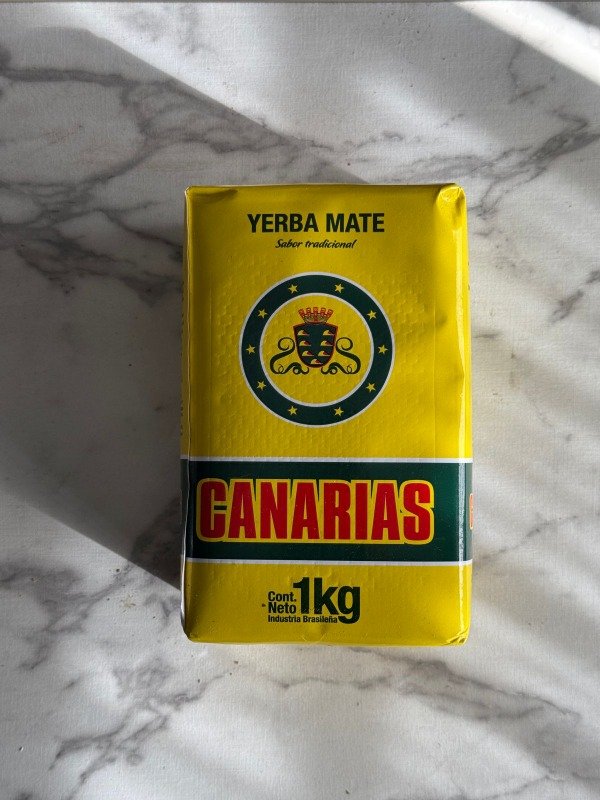 YERBA MATE
Sabor tradicional
CANARIAS
Cont. 1kg
Neto
Industria Brasileña